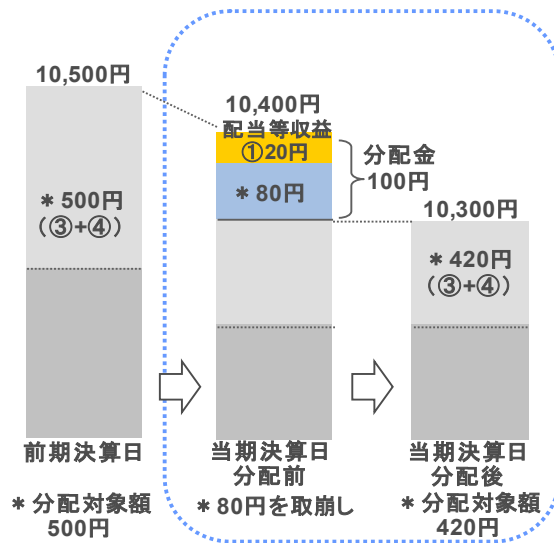 10,500円
＊500円
（③+④）
前期決算日
＊分配対象額
500円
10,400円
配当等収益
①20円
＊80円
分配金
100円
当期決算日
分配前
＊80円を取崩し
10,300円
＊420円
（③+④）
当期決算日
分配後
＊分配対象額
420円